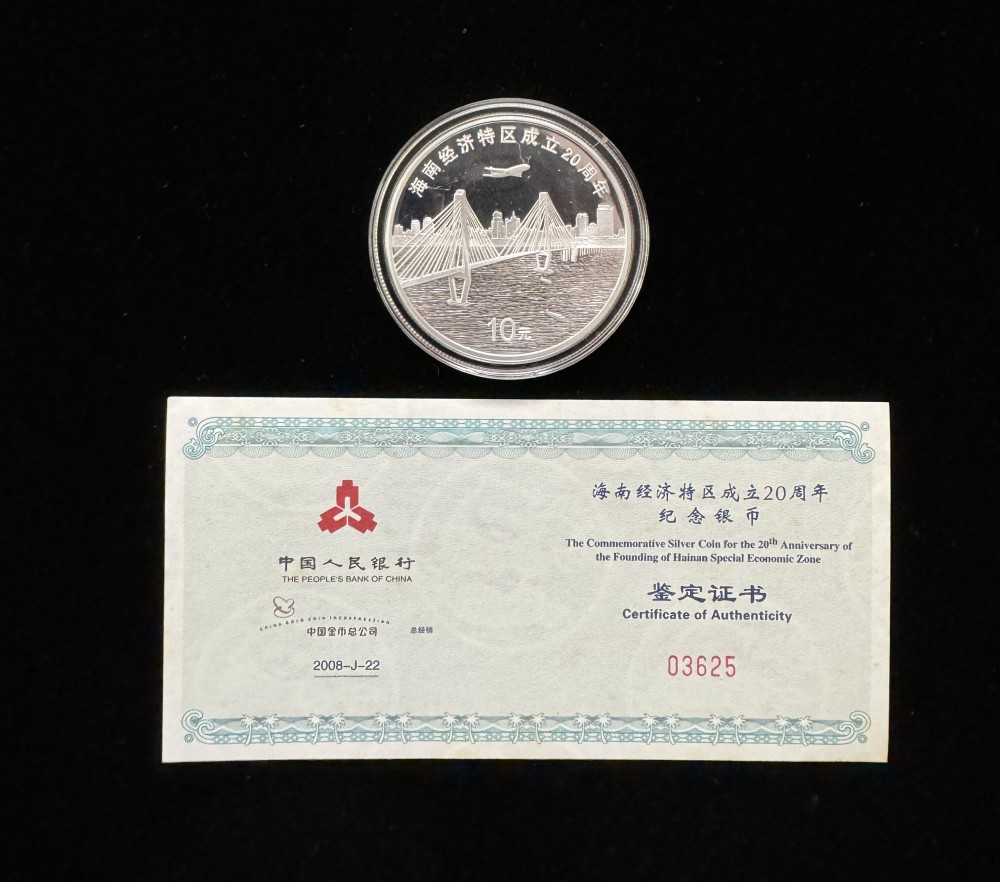 海南经济特区成立20周年
10元
中国人民银行
THE PEOPLE'S BANK OF CHINA
CHINA GOLD COIN INCORPORATION
中国金币总公司 总经销
2008-J-22
海南经济特区成立20周年
纪念银币
The Commemorative Silver Coin for the 20th Anniversary of
the Founding of Hainan Special Economic Zone
鉴定证书
Certificate of Authenticity
03625